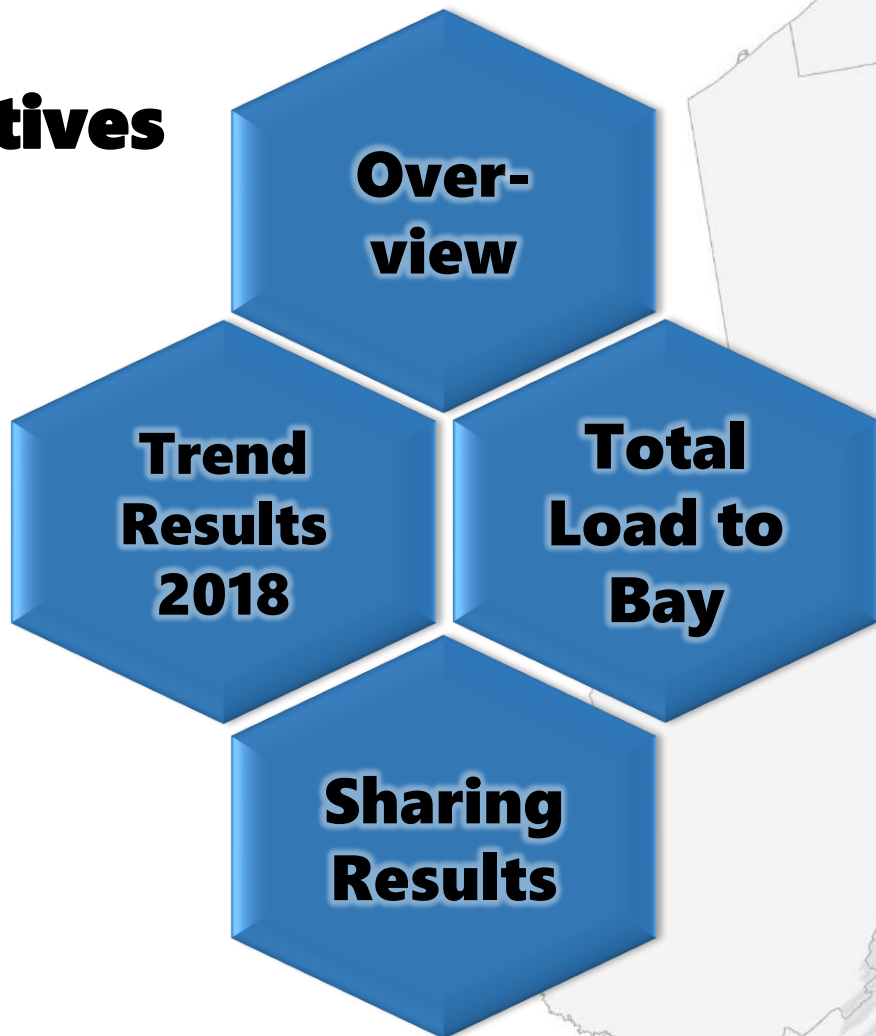 tives
Over-
view
Trend
Results
2018
Total
Load to
Bay
Sharing
Results